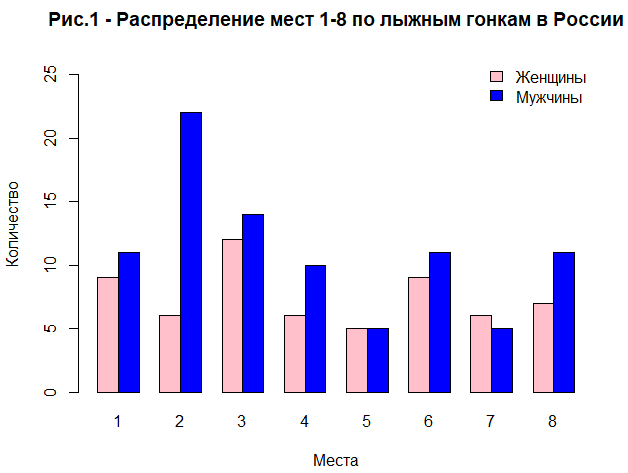 Рис.1 - Распределение мест 1-8 по лыжным гонкам в России
Женщины
Мужчины
Количество
25
20
15
10
5
0
1 2 3 4 5 6 7 8
Места